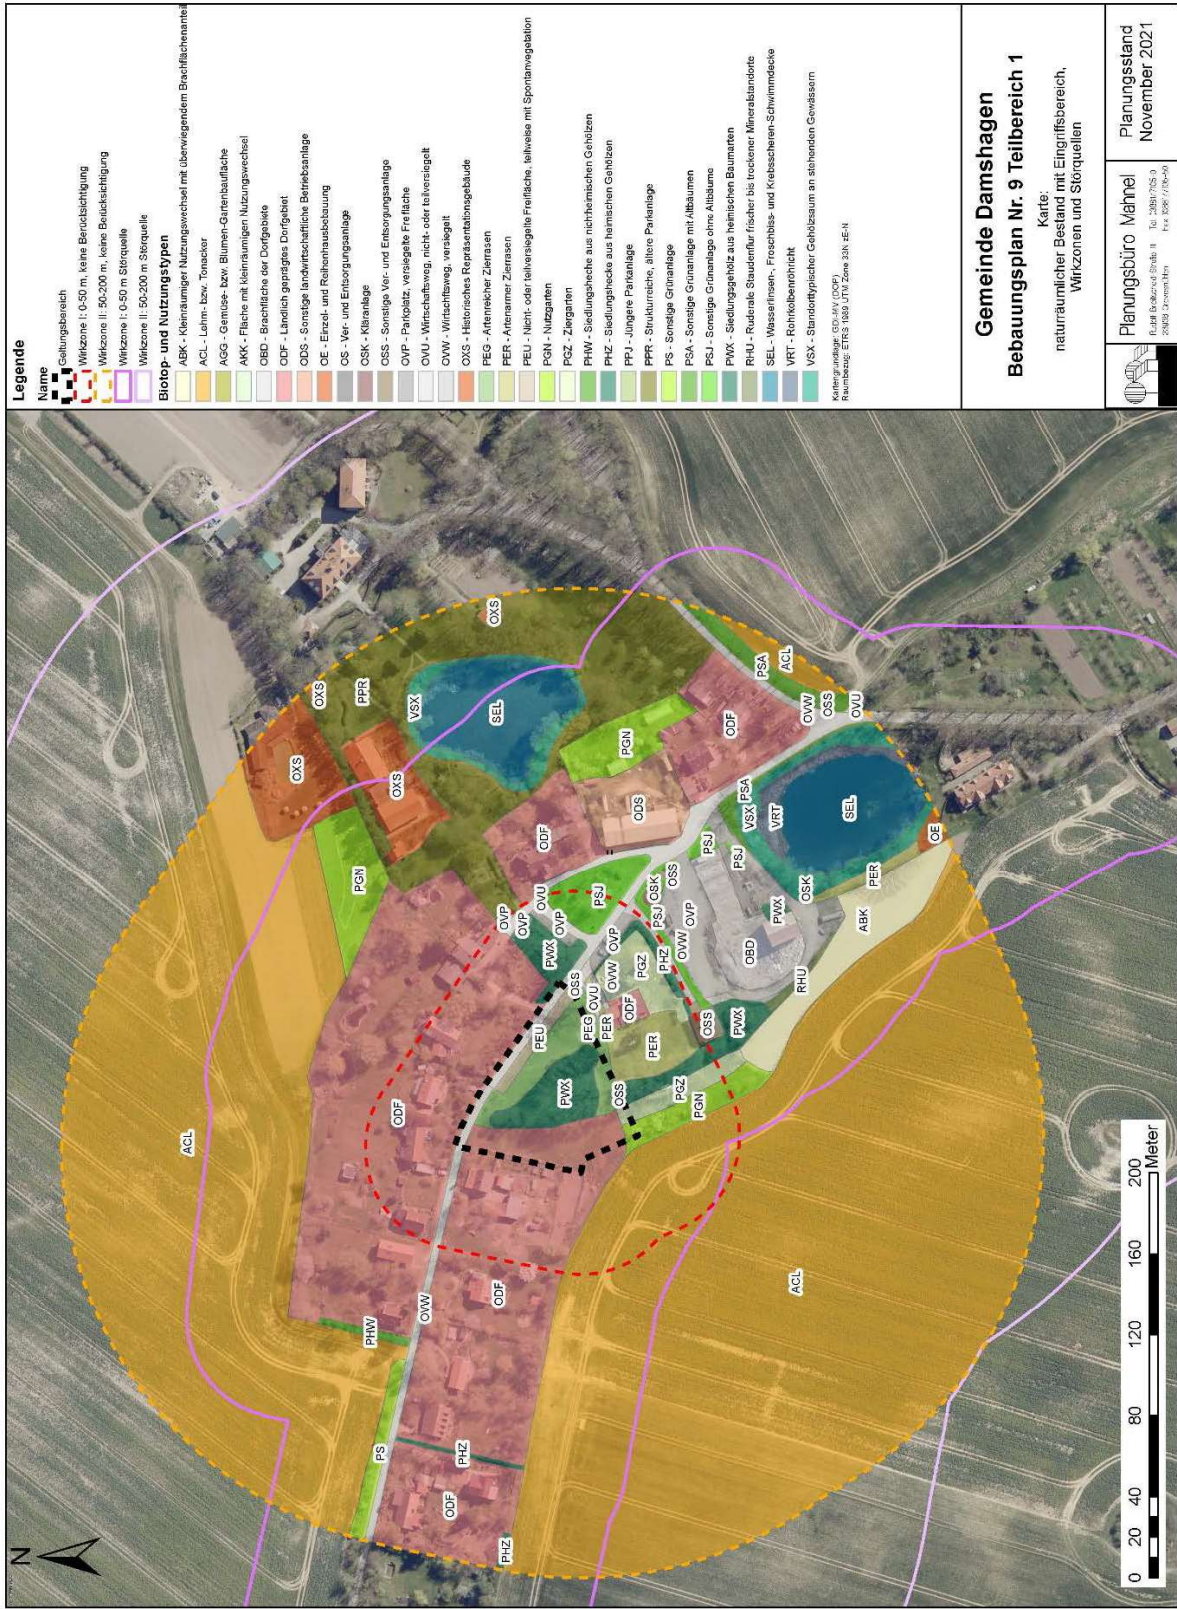 Legende
Name
Geltungsbereich
Wirkzone I: 0-50 m, keine Berücksichtigung
Wirkzone II: 50-200 m, keine Berücksichtigung
Wirkzone I: 0-50 m Störquelle
Wirkzone II: 50-200 m Störquelle
Biotop- und Nutzungstypen
ABK - Kleinräumiger Nutzungswechsel mit überwiegendem Brachflächenanteil
ACL - Lehm- bzw. Tonacker
AGG - Gemüse- bzw. Blumen-Gartenbaufläche
AKK - Fläche mit kleinräumigen Nutzungswechsel
OBD - Brachfläche der Dorfgebiete
ODF - Ländlich geprägtes Dorfgebiet
ODS - Sonstige landwirtschaftliche Betriebsanlage
OE - Einzel- und Reihenhausbebauung
OS - Ver- und Entsorgungsanlage
OSK - Kläranlage
OSS - Sonstige Ver- und Entsorgungsanlage
OVP - Parkplatz, versiegelte Freifläche
OVU - Wirtschaftsweg, nicht- oder teilversiegelt
OVW - Wirtschftsweg, versiegelt
OXS - Historisches Repräsentationsgebäude
PEG - Artenreicher Zierrasen
PER - Artenarmer Zierrasen
PEU - Nicht- oder teilversiegelte Freifläche, teilweise mit Spontanvegetation
PGN - Nutzgarten
PGZ - Ziergarten
PHW - Siedlungshecke aus nichtheimischen Gehölzen
PHZ - Siedlungshecke aus heimischen Gehölzen
PPJ - Jüngere Parkanlage
PPR - Strukturreiche, ältere Parkanlage
PS - Sonstige Grünanlage
PSA - Sonstige Grünanlage mit Altbäumen
PSJ - Sonstige Grünanlage ohne Altbäume
PWX - Siedlungsgehölz aus heimischen Baumarten
RHU - Ruderale Staudenflur frischer bis trockener Mineralstandorte
SEL - Wasserlinsen-, Froschbiss- und Krebsscheren-Schwimmdecke
VRT - Rohrkolbenröhricht
VSX - Standorttypischer Gehölzsaum an stehenden Gewässern
Kartengrundlage: GDI-MV (DOP)
Raumbezug: ETRS 1989 UTM Zone 33N zE-N
Gemeinde Damshagen
Bebauungsplan Nr. 9 Teilbereich 1
Karte:
naturräumlicher Bestand mit Eingriffsbereich,
Wirkzonen und Störquellen
Planungsbüro Mahnel
Planungsstand
November 2021
N
ACL
OXS
OXS
OXS
OXS
PPR
PGN
VSX
SEL
PHW
ODF
OVP
OVP
OVU
OVP
ODF
PGN
ODS
ODF
PSA
ACL
OVW
OSS
OVU
PS
OVW
PWX
OSS
PSJ
PEU
OVU
OVW
OVP
PEG
PER
PGZ
ODF
PSJ
OSK
OSS
PSJ
PSJ
PSA
VSX
VRT
SEL
OE
PHZ
ODF
PHZ
ODF
PWX
OSS
PER
PHZ
OVW
OVP
OSS
PWX
PGZ
PGN
OBD
PWX
OSK
PER
RHU
ABK
ACL
0 20 40 80 120 160 200
Meter